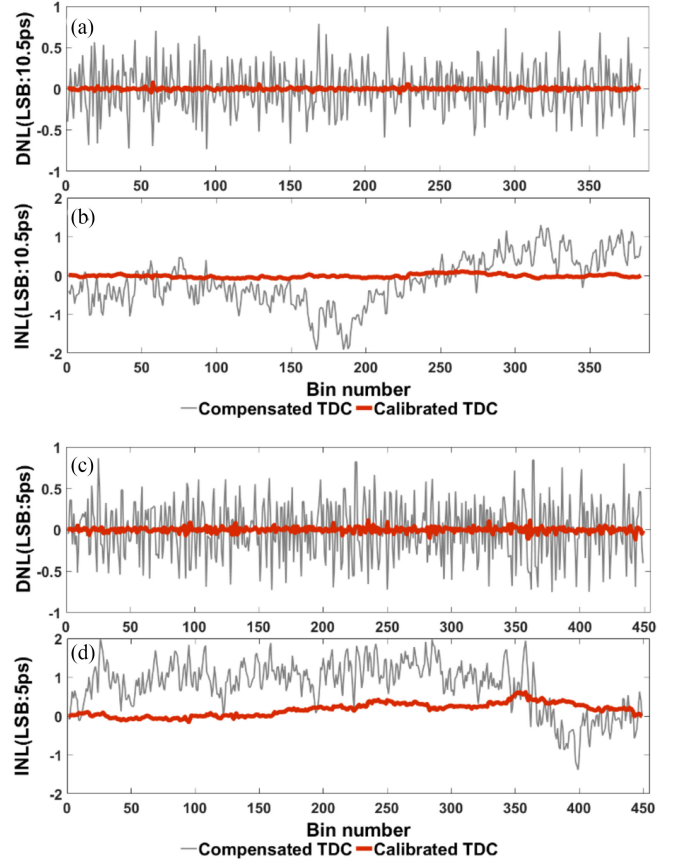 (a)
DNL(LSB:10.5ps)
1
0.5
0
-0.5
-1
0 50 100 150 200 250 300 350
(b)
INL(LSB:10.5ps)
2
1
0
-1
-2
0 50 100 150 200 250 300 350
Bin number
Compensated TDC Calibrated TDC
(c)
DNL(LSB:5ps)
1
0.5
0
-0.5
-1
0 50 100 150 200 250 300 350 400 450
(d)
INL(LSB:5ps)
2
1
0
-1
-2
0 50 100 150 200 250 300 350 400 450
Bin number
Compensated TDC Calibrated TDC